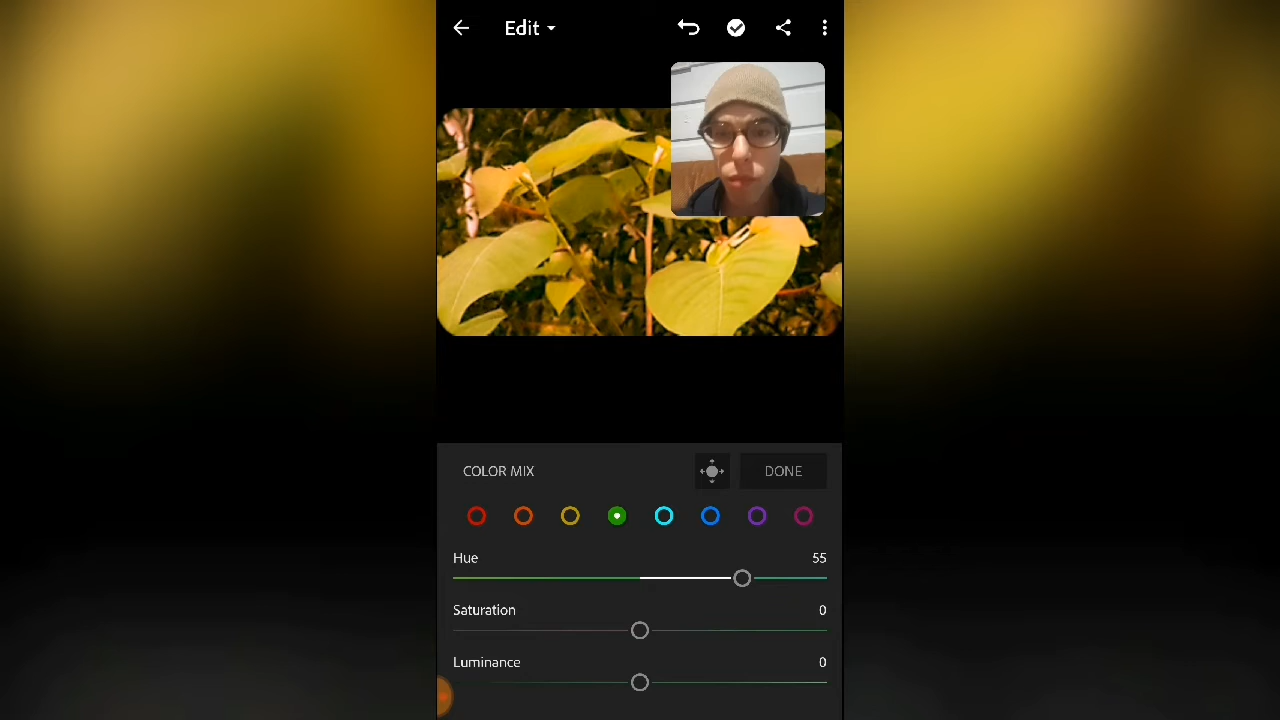 Edit
COLOR MIX
DONE
Hue 55
Saturation 0
Luminance 0